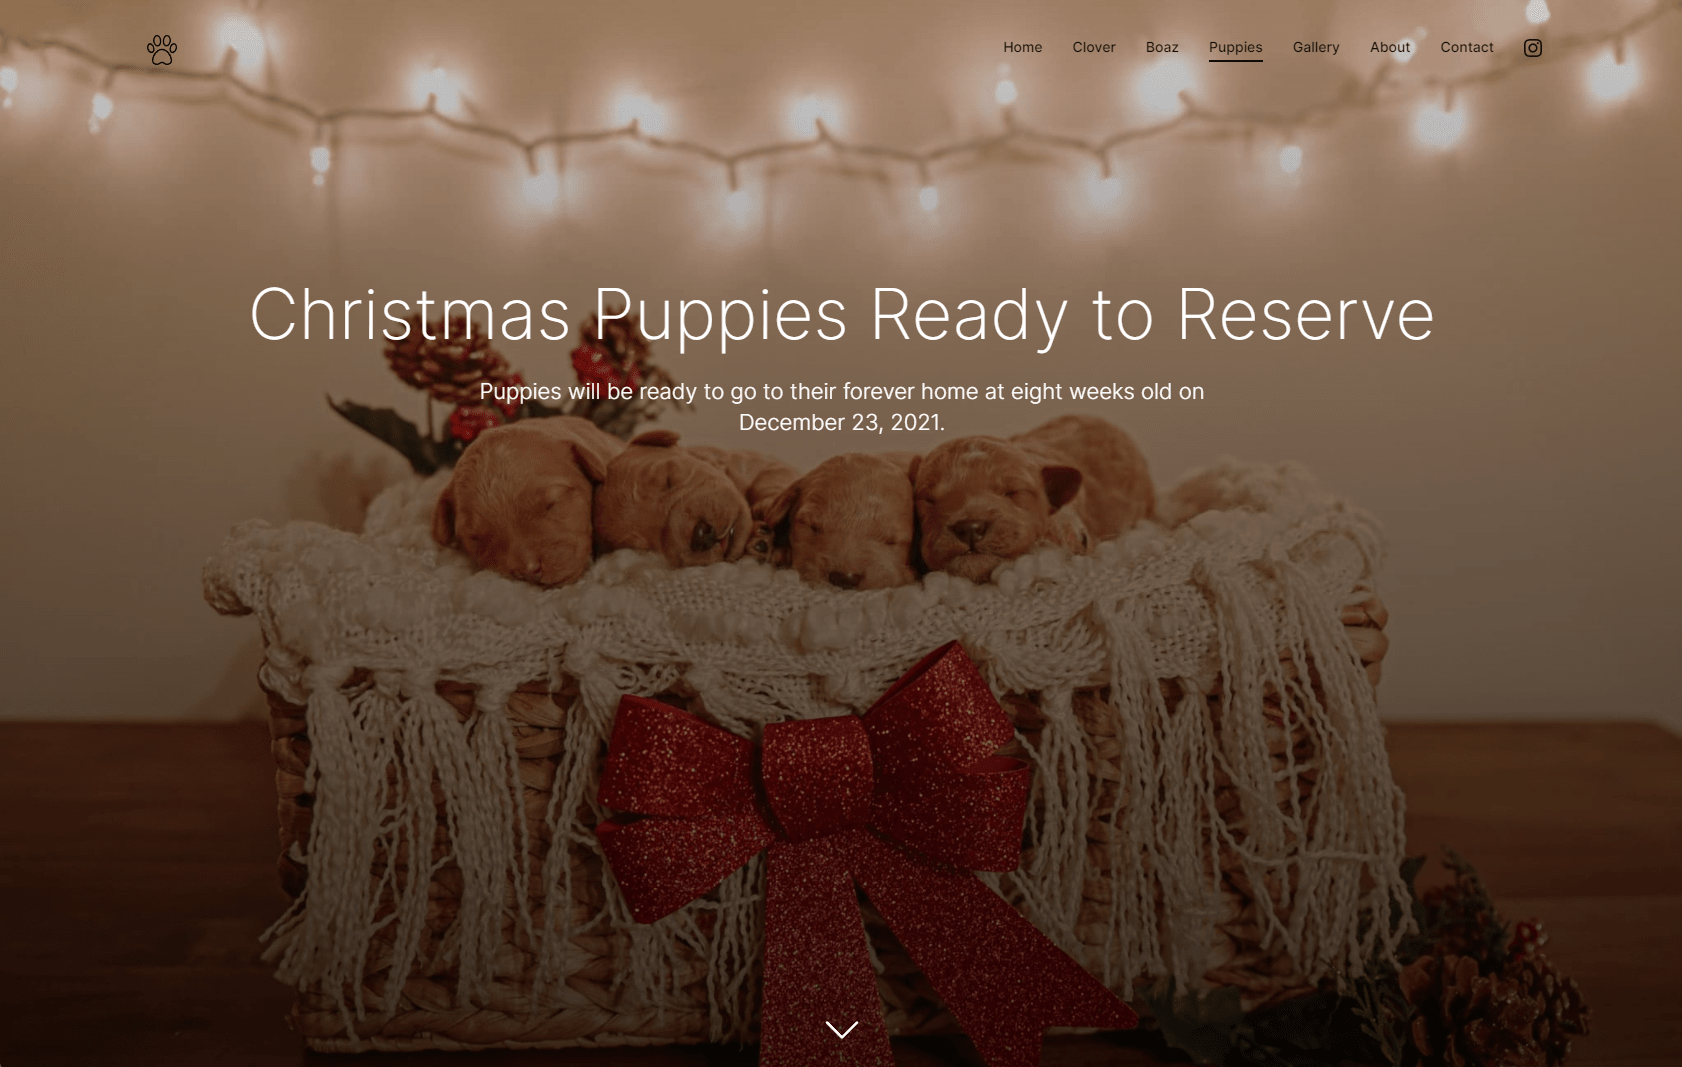 Home Clover Boaz Puppies Gallery About Contact
Christmas Puppies Ready to Reserve
Puppies will be ready to go to their forever home at eight weeks old on
December 23, 2021.